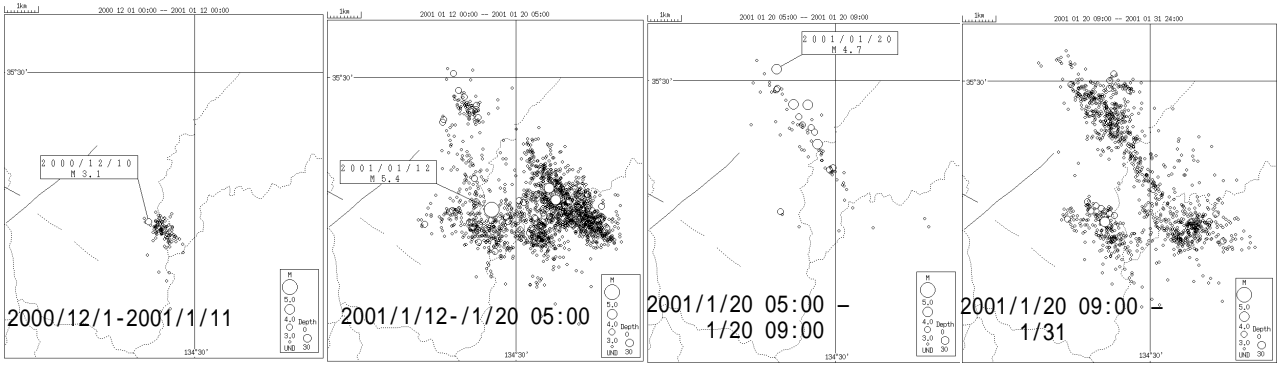 1km
2000 12 01 00:00 -- 2001 01 12 00:00
35°30'
2000/12/10
M 3.1
M
5.0
4.0
3.0
UND
Depth
0
30
2000/12/1-2001/1/11
134°30'
1km
2001 01 12 00:00 -- 2001 01 20 05:00
35°30'
2001/01/12
M 5.4
M
5.0
4.0
3.0
UND
Depth
0
30
2001/1/12-/1/20 05:00
134°30'
1km
2001 01 20 05:00 -- 2001 01 20 09:00
2001/01/20
M 4.7
35°30'
M
5.0
4.0
3.0
UND
Depth
0
30
2001/1/20 05:00 –
1/20 09:00
134°30'
1km
2001 01 20 09:00 -- 2001 01 31 24:00
35°30'
M
5.0
4.0
3.0
UND
Depth
0
30
2001/1/20 09:00 –
1/31
134°30'